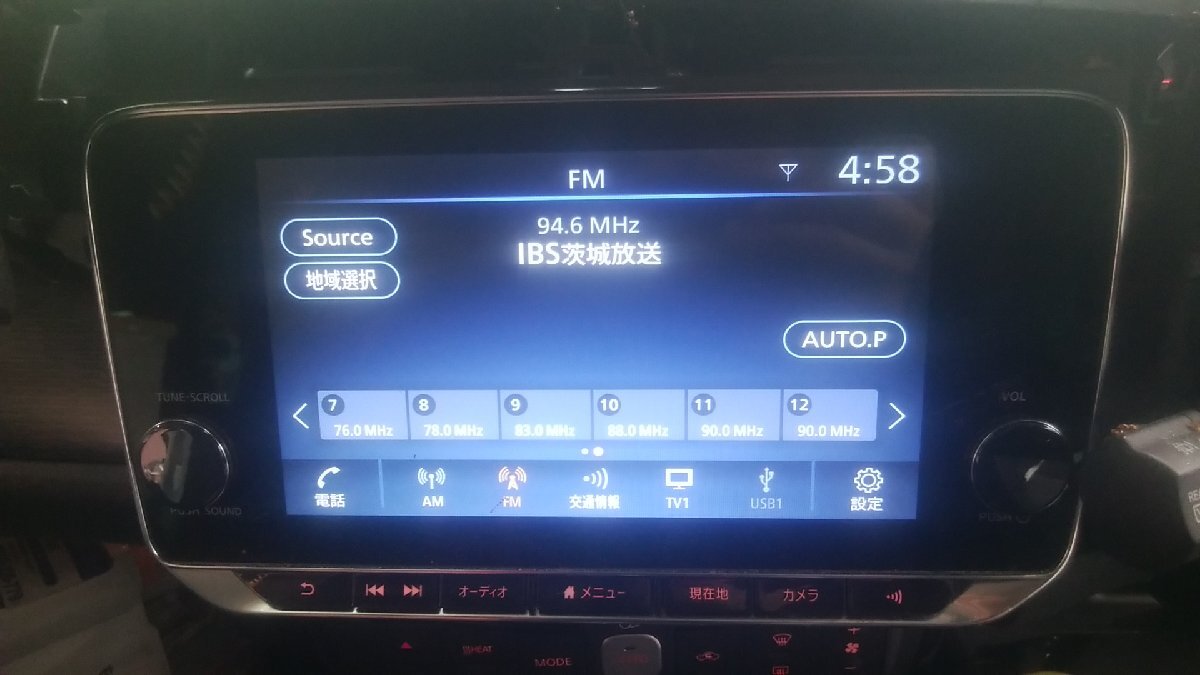 FM
4:58
Source
94.6 MHz
IBS茨城放送
地域選択
AUTO.P
7 8 9 10 11 12
76.0 MHz 78.0 MHz 83.0 MHz 88.0 MHz 90.0 MHz 90.0 MHz
TUNE·SCROLL
VOL
電話 AM FM 交通情報 TV1 USB1 設定
PUSH SOUND
PUSH
オーディオ メニュー 現在地 カメラ
MODE